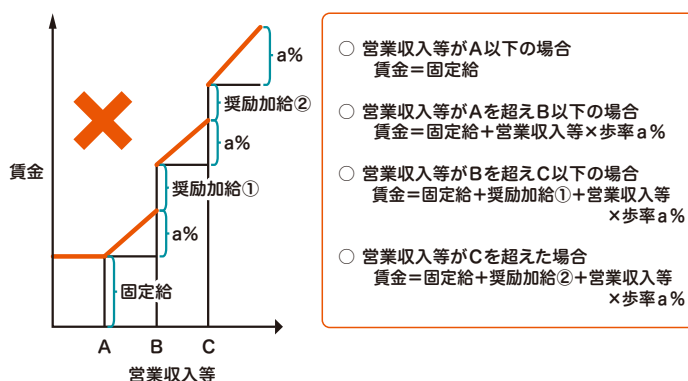 賃金
a%
奨励加給②
a%
奨励加給①
a%
固定給
A
B
C
営業収入等
○ 営業収入等がA以下の場合
賃金＝固定給
○ 営業収入等がAを超えB以下の場合
賃金＝固定給＋営業収入等×歩率a%
○ 営業収入等がBを超えC以下の場合
賃金＝固定給＋奨励加給①＋営業収入等
×歩率a%
○ 営業収入等がCを超えた場合
賃金＝固定給＋奨励加給②＋営業収入等
×歩率a%